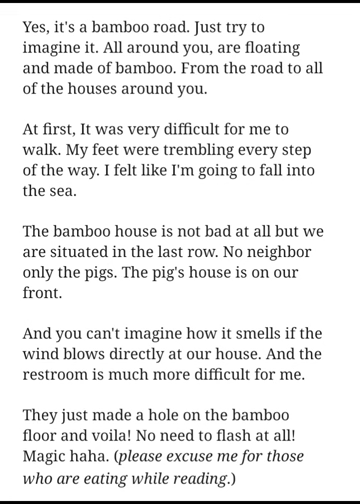 Yes, it's a bamboo road. Just try to
imagine it. All around you, are floating
and made of bamboo. From the road to all
of the houses around you.
At first, It was very difficult for me to
walk. My feet were trembling every step
of the way. I felt like I'm going to fall into
the sea.
The bamboo house is not bad at all but we
are situated in the last row. No neighbor
only the pigs. The pig's house is on our
front.
And you can't imagine how it smells if the
wind blows directly at our house. And the
restroom is much more difficult for me.
They just made a hole on the bamboo
floor and voila! No need to flash at all!
Magic haha. (please excuse me for those
who are eating while reading.)